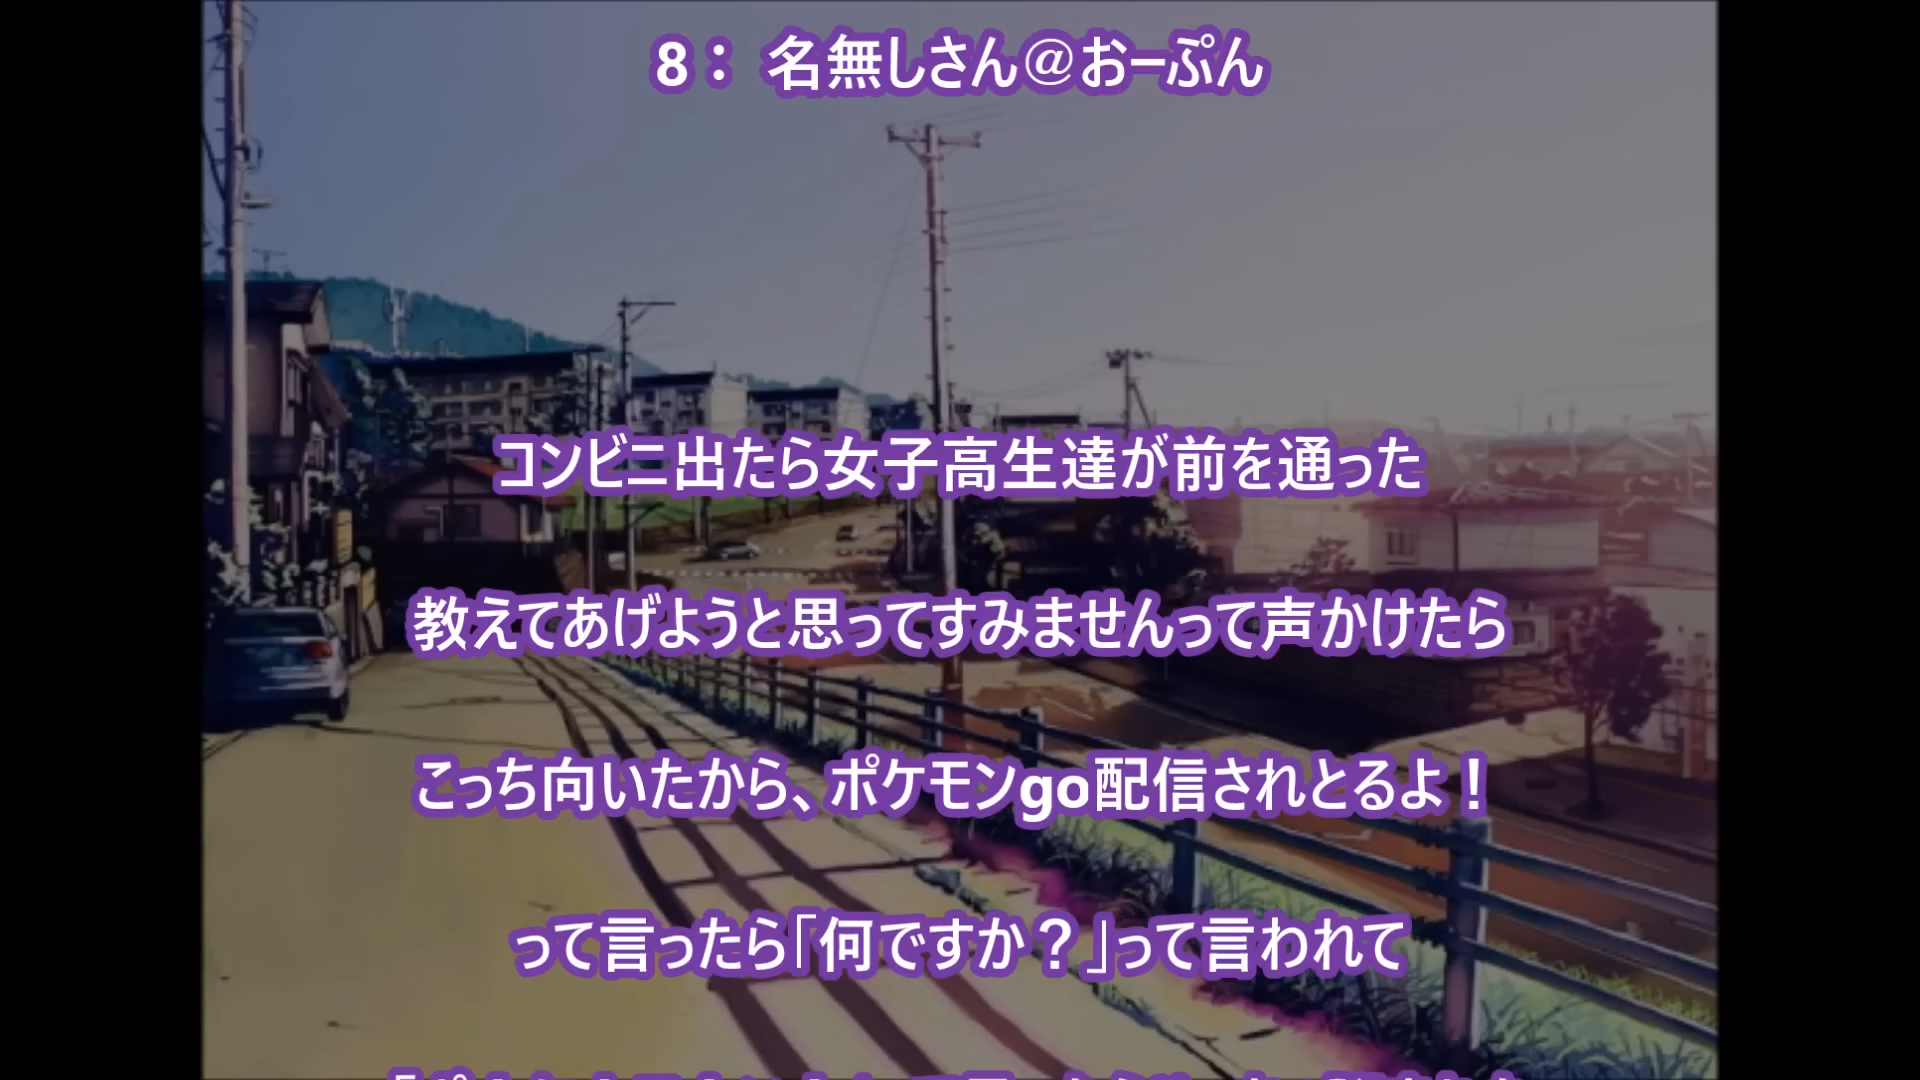 8： 名無しさん＠おーぷん
コンビニ出たら女子高生達が前を通った
教えてあげようと思ってすみませんって声かけたら
こっち向いたから、ポケモンgo配信されとるよ！
って言ったら「何ですか？」って言われて